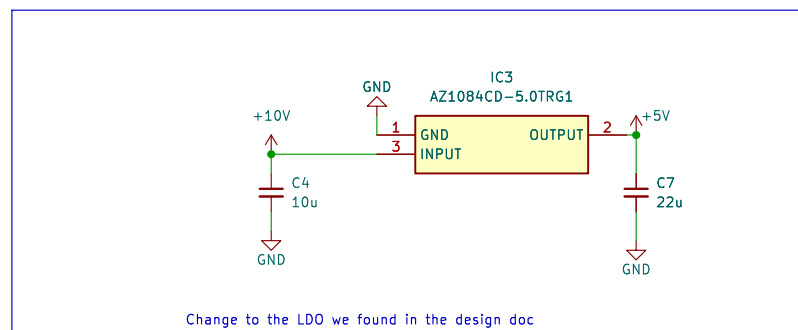 IC3
AZ1084CD-5.0TRG1
GND
+10V
+5V
1
GND
OUTPUT
2
3
INPUT
C4
10u
C7
22u
GND
GND
Change to the LDO we found in the design doc